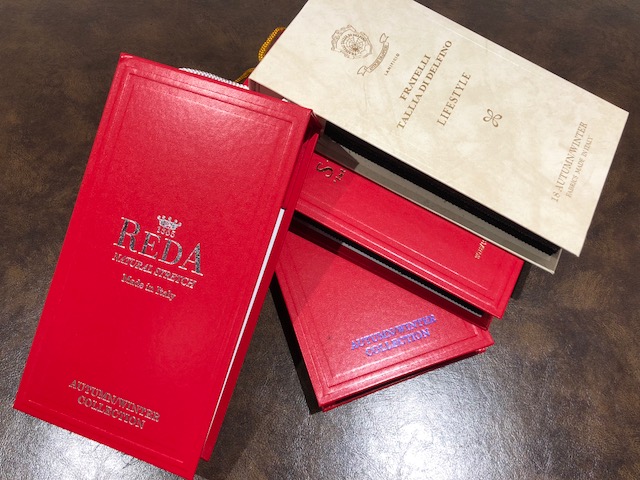 1865
REDA
NATURAL STRETCH
Made in Italy
AUTUMN/WINTER
COLLECTION
FRATELLI
TALLIA DI DELFINO
LIFESTYLE
18 AUTUMN/WINTER
FABRICS MADE IN ITALY
AUTUMN/WINTER
COLLECTION